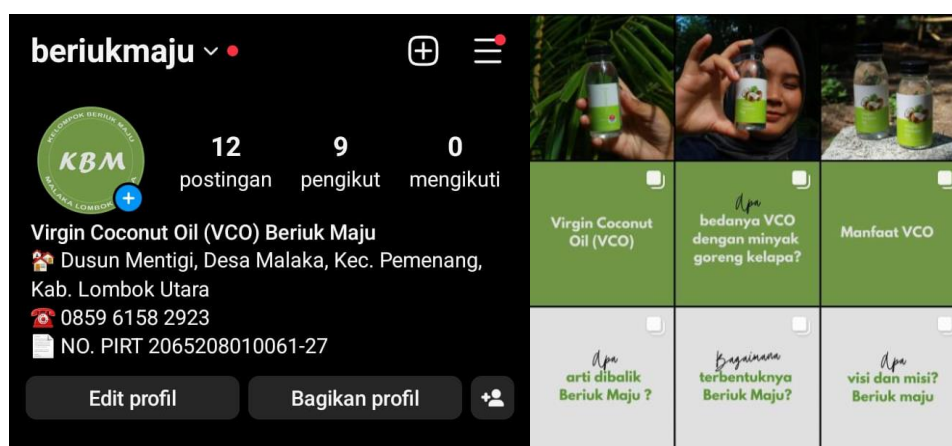 beriukmaju
KELOMPOK BERIUK MAJU
KBM
MALAKA LOMBOK
12
postingan
9
pengikut
0
mengikuti
Virgin Coconut Oil (VCO) Beriuk Maju
Dusun Mentigi, Desa Malaka, Kec. Pemenang,
Kab. Lombok Utara
0859 6158 2923
NO. PIRT 2065208010061-27
Edit profil
Bagikan profil
Virgin Coconut
Oil (VCO)
Apa
bedanya VCO
dengan minyak
goreng kelapa?
Manfaat VCO
Apa
arti dibalik
Beriuk Maju ?
Bagaimana
terbentuknya
Beriuk Maju?
Apa
visi dan misi?
Beriuk maju